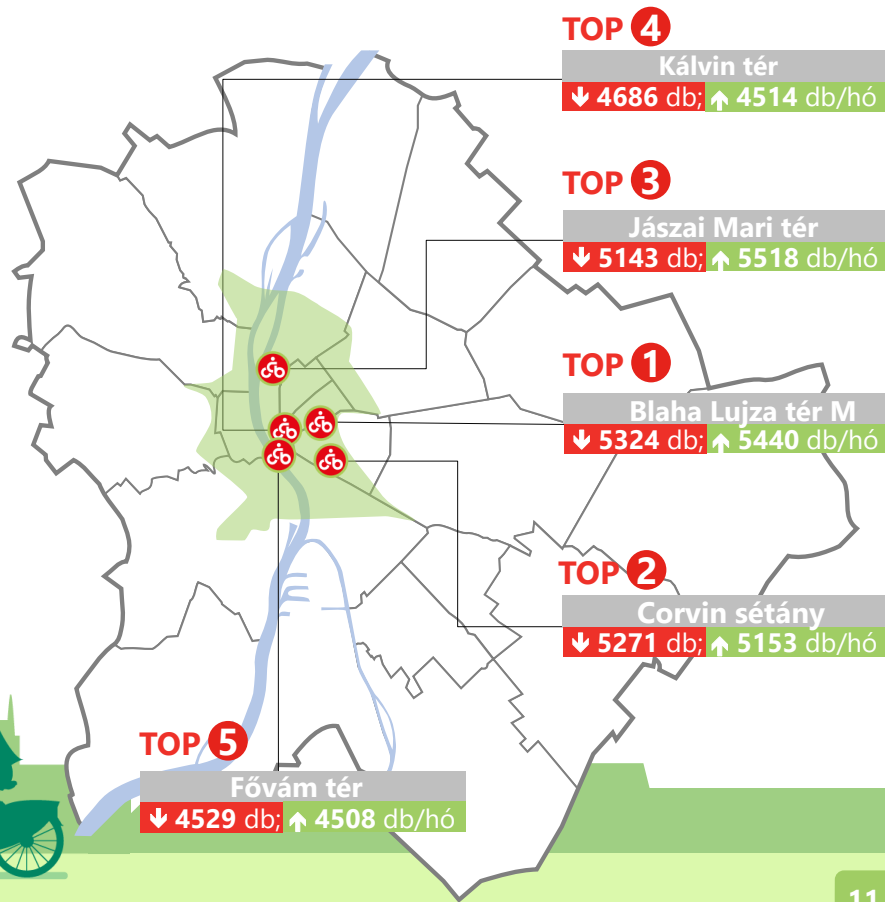 TOP 4
Kálvin tér
↓ 4686 db; ↑ 4514 db/hó
TOP 3
Jászai Mari tér
↓ 5143 db; ↑ 5518 db/hó
TOP 1
Blaha Lujza tér M
↓ 5324 db; ↑ 5440 db/hó
TOP 2
Corvin sétány
↓ 5271 db; ↑ 5153 db/hó
TOP 5
Fővám tér
↓ 4529 db; ↑ 4508 db/hó
11